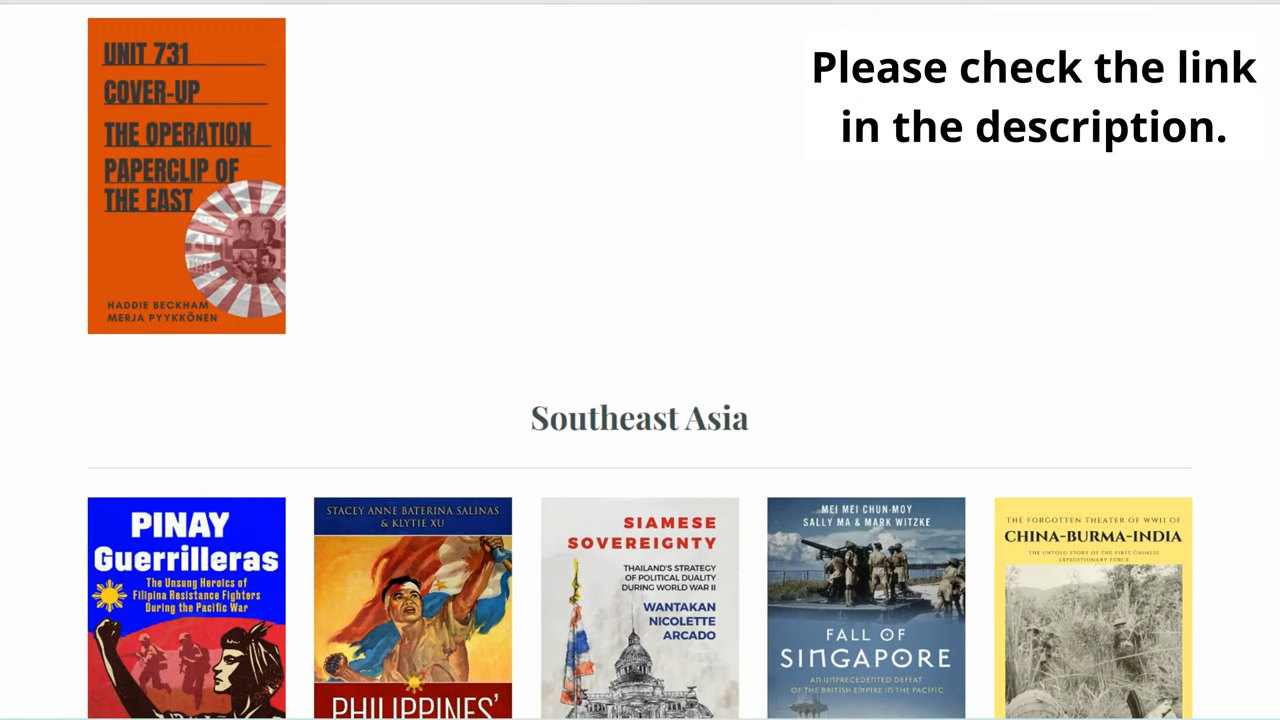 UNIT 731
COVER-UP
THE OPERATION
PAPERCLIP OF
THE EAST
HADDIE BECKHAM
MERJA PYYKKÖNEN
Please check the link
in the description.
Southeast Asia
PINAY
Guerrilleras
The Unsung Heroics of
Filipina Resistance Fighters
During the Pacific War
STACEY ANNE BATERINA SALINAS
& KLYTIE XU
PHILIPPINES'
SIAMESE
SOVEREIGNTY
THAILAND'S STRATEGY
OF POLITICAL DUALITY
DURING WORLD WAR II
WANTAKAN
NICOLETTE
ARCADO
MEI MEI CHUN-MOY
SALLY MA & MARK WITZKE
FALL OF
SINGAPORE
AN UNPRECEDENTED DEFEAT
OF THE BRITISH EMPIRE IN THE PACIFIC
THE FORGOTTEN THEATER OF WWII OF
CHINA-BURMA-INDIA
THE UNTOLD STORY OF THE FIRST CHINESE
EXPEDITIONARY FORCE